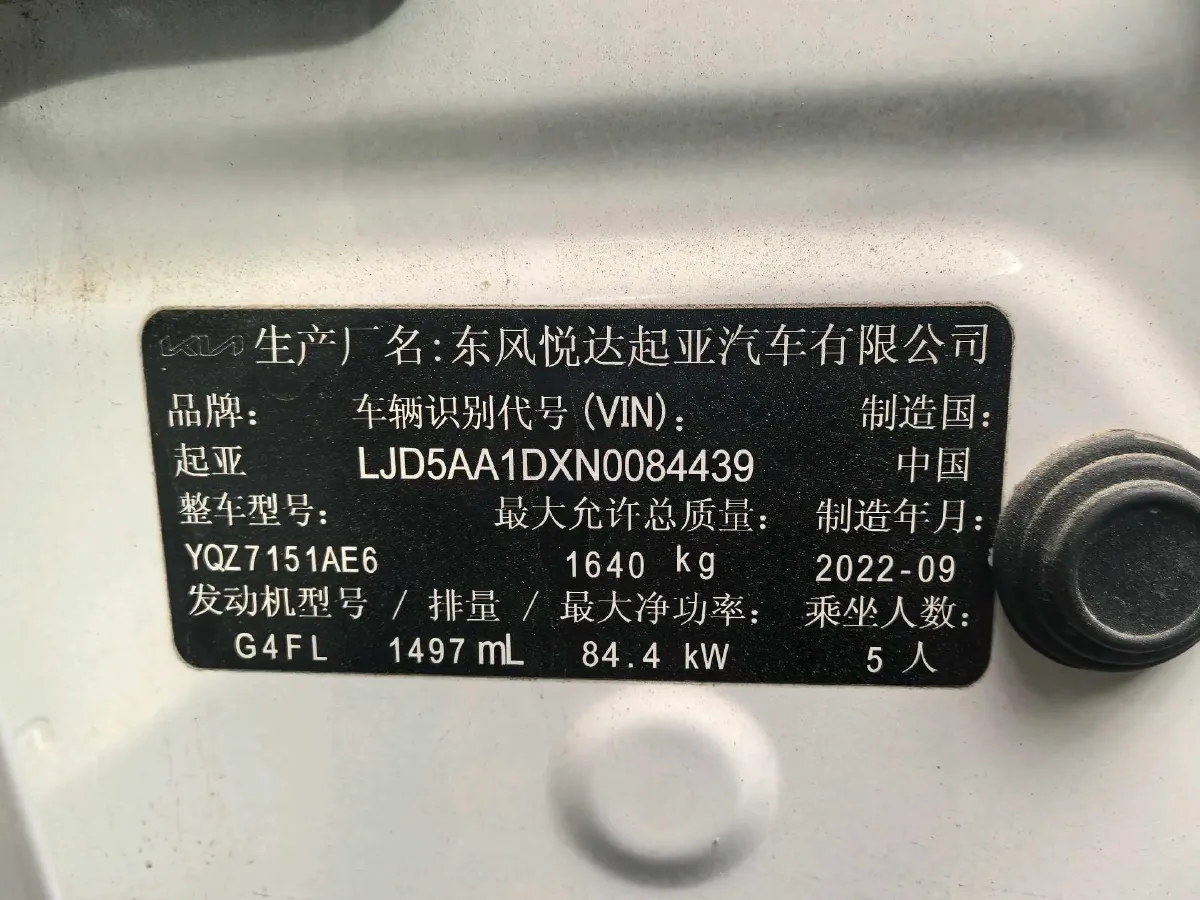 KIA 生产厂名：东风悦达起亚汽车有限公司
品牌： 车辆识别代号(VIN)： 制造国：
起亚 LJD5AA1DXN0084439 中国
整车型号： 最大允许总质量： 制造年月：
YQZ7151AE6 1640 kg 2022-09
发动机型号 / 排量 / 最大净功率： 乘坐人数：
G4FL 1497 mL 84.4 kW 5 人